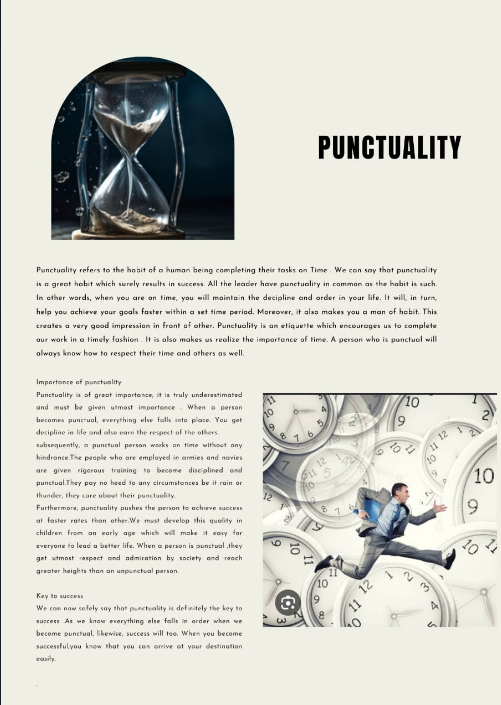 PUNCTUALITY
Punctuality refers to the habit of a human being completing their tasks on Time . We can say that punctuality
is a great habit which surely results in success. All the leader have punctuality in common as the habit is such.
In other words, when you are on time, you will maintain the decipline and order in your life. It will, in turn,
help you achieve your goals faster within a set time period. Moreover, it also makes you a man of habit. This
creates a very good impression in front of other. Punctuality is an etiquette which encourages us to complete
our work in a timely fashion . It is also makes us realize the importance of time. A person who is punctual will
always know how to respect their time and others as well.
Importance of punctuality
Punctuality is of great importance, it is truly underestimated
and must be given utmost importance . When a person
becomes punctual, everything else falls into place. You get
decipline in life and also earn the respect of the others.
subsequently, a punctual person works on time without any
hindrance.The people who are employed in armies and navies
are given rigorous training to become disciplined and
punctual.They pay no heed to any circumstances be it rain or
thunder, they care about their punctuality.
Furthermore, punctuality pushes the person to achieve success
at faster rates than other.We must develop this quality in
children from an early age which will make it easy for
everyone to lead a better life. When a person is punctual ,they
get utmost respect and admiration by society and reach
greater heights than an unpunctual person.
Key to success
We can now safely say that punctuality is definitely the key to
success .As we know everything else falls in order when we
become punctual, likewise, success will too. When you become
successful,you know that you can arrive at your destination
easily.